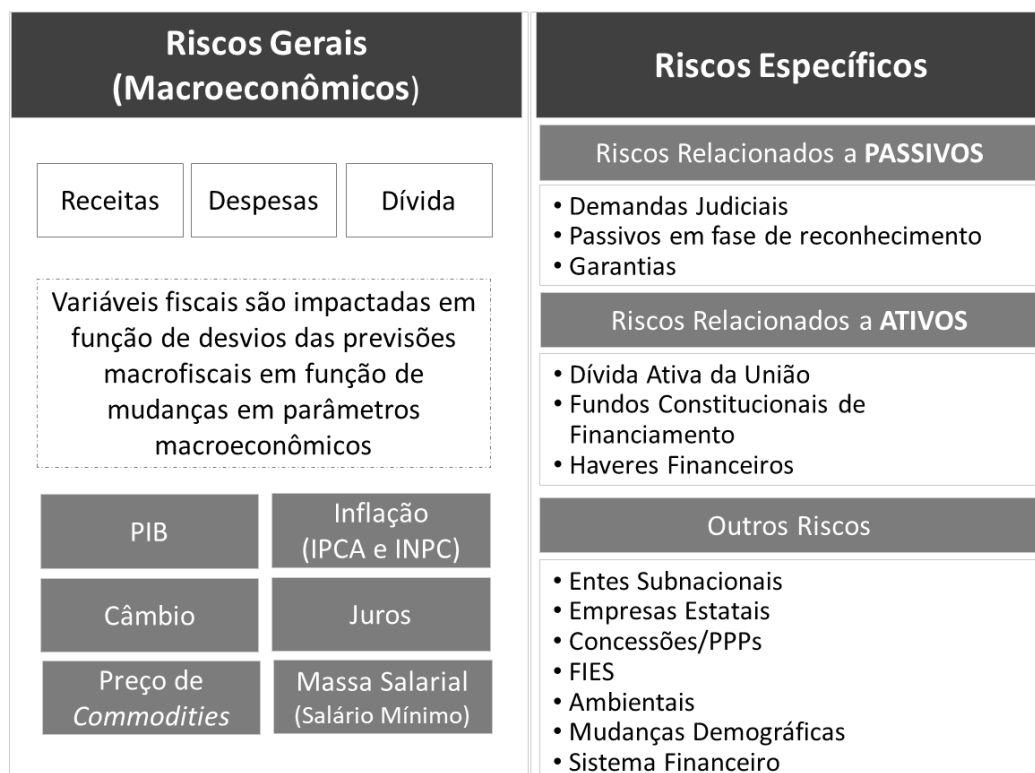 Riscos Gerais
(Macroeconômicos)
Receitas
Despesas
Dívida
Variáveis fiscais são impactadas em
função de desvios das previsões
macrofiscais em função de
mudanças em parâmetros
macroeconômicos
PIB
Inflação
(IPCA e INPC)
Câmbio
Juros
Preço de
Commodities
Massa Salarial
(Salário Mínimo)
Riscos Específicos
Riscos Relacionados a PASSIVOS
• Demandas Judiciais
• Passivos em fase de reconhecimento
• Garantias
Riscos Relacionados a ATIVOS
• Dívida Ativa da União
• Fundos Constitucionais de
Financiamento
• Haveres Financeiros
Outros Riscos
• Entes Subnacionais
• Empresas Estatais
• Concessões/PPPs
• FIES
• Ambientais
• Mudanças Demográficas
• Sistema Financeiro